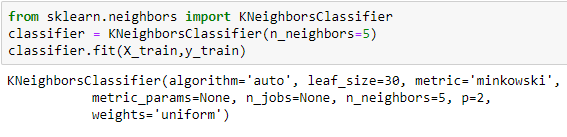 from sklearn.neighbors import KNeighborsClassifier
classifier = KNeighborsClassifier(n_neighbors=5)
classifier.fit(X_train,y_train)
KNeighborsClassifier(algorithm='auto', leaf_size=30, metric='minkowski',
metric_params=None, n_jobs=None, n_neighbors=5, p=2,
weights='uniform')